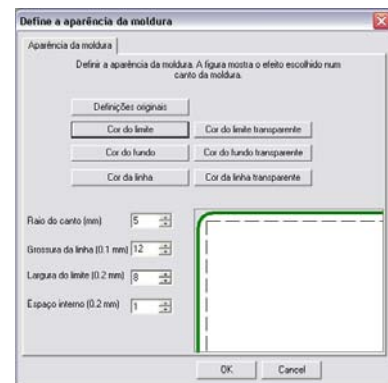 Define a aparência da moldura
Aparência da moldura
Definir a aparência da moldura. A figura mostra o efeito escolhido num
canto da moldura.
Definições originais
Cor do limite
Cor do limite transparente
Cor do fundo
Cor do fundo transparente
Cor da linha
Cor da linha transparente
Raio do canto (mm) 5
Grossura da linha (0.1 mm) 12
Largura do limite (0.2 mm) 8
Espaço interno (0.2 mm) 1
OK Cancel